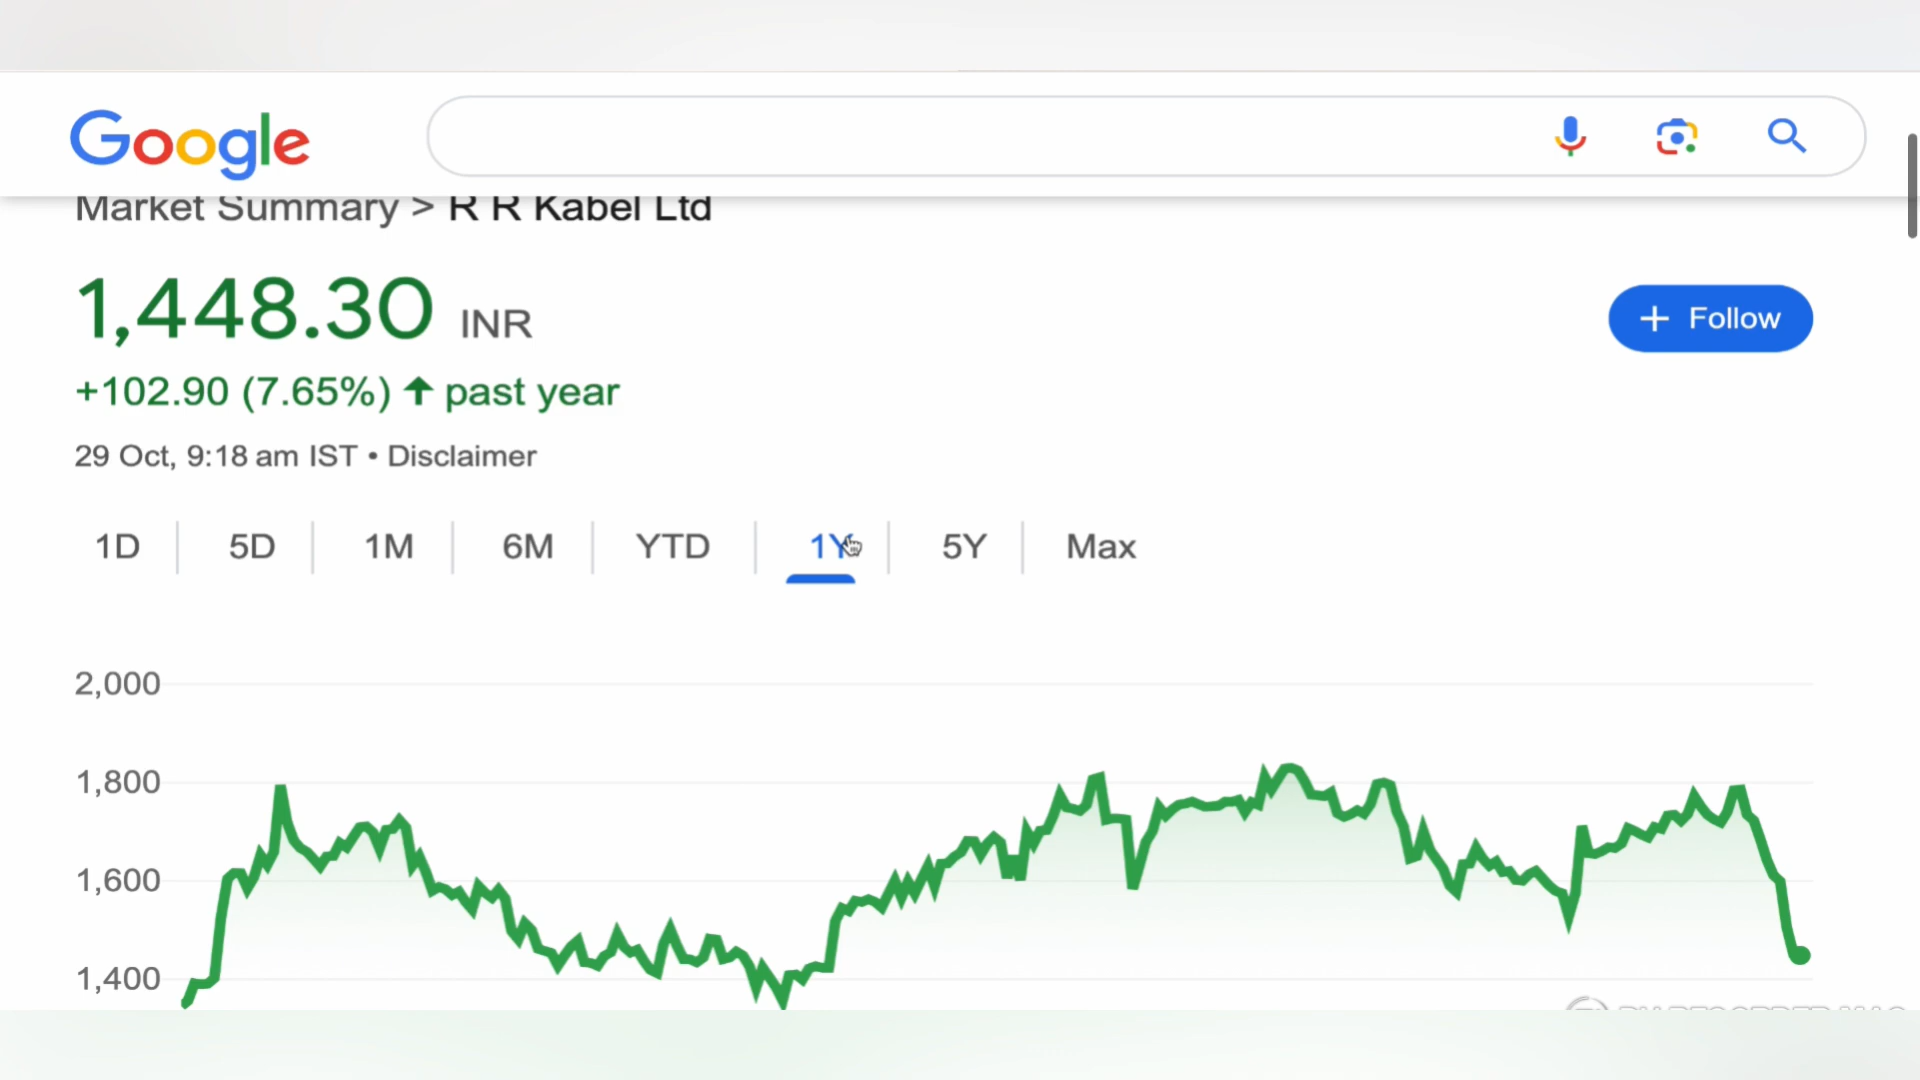 Google
Market Summary > R R Kabel Ltd
1,448.30 INR
+ Follow
+102.90 (7.65%) ↑ past year
29 Oct, 9:18 am IST • Disclaimer
1D 5D 1M 6M YTD 1Y 5Y Max
2,000
1,800
1,600
1,400